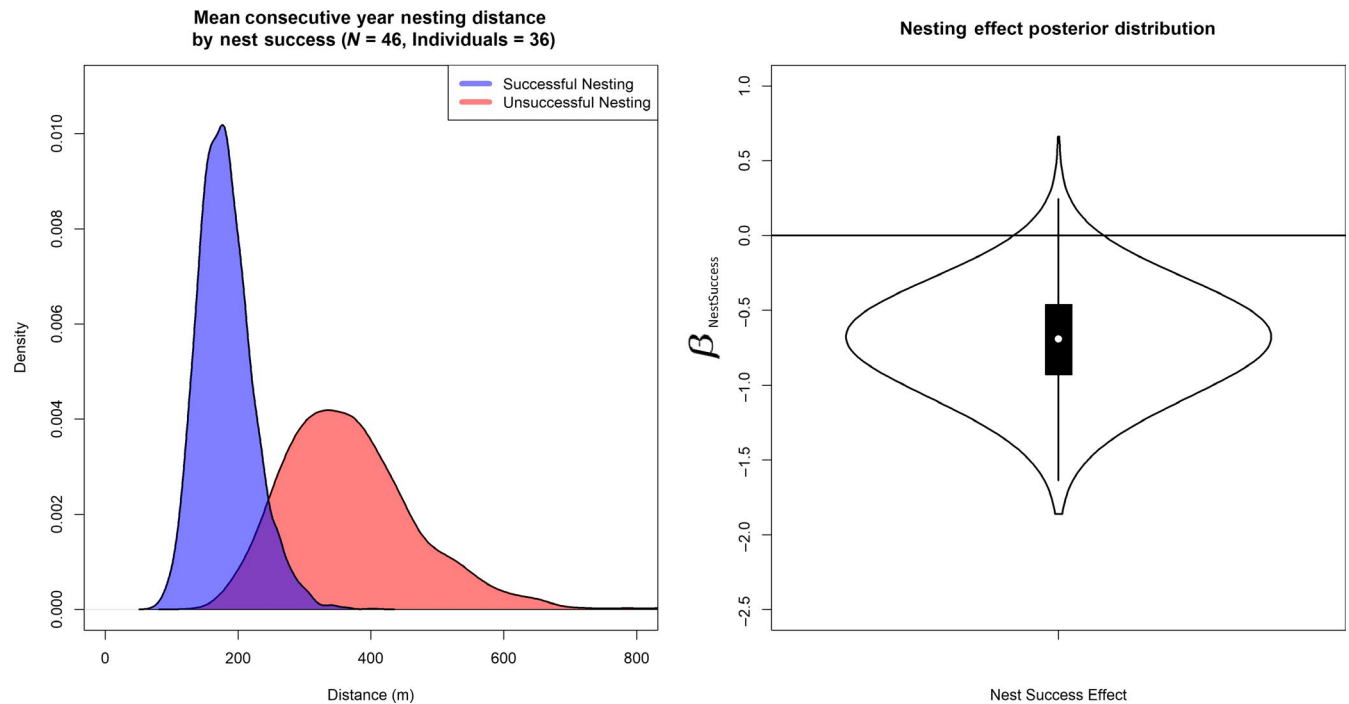 Mean consecutive year nesting distance
by nest success (N = 46, Individuals = 36)
Successful Nesting
Unsuccessful Nesting
Density
0.000
0.002
0.004
0.006
0.008
0.010
0
200
400
600
800
Distance (m)
Nesting effect posterior distribution
β NestSuccess
1.0
0.5
0.0
−0.5
−1.0
−1.5
−2.0
−2.5
Nest Success Effect